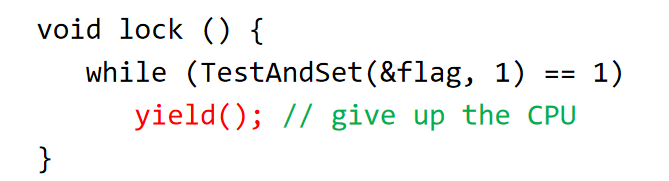 void lock () {
   while (TestAndSet(&flag, 1) == 1)
      yield(); // give up the CPU
}